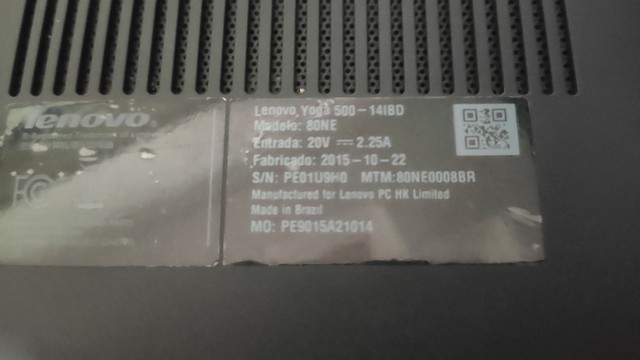 lenovo
Lenovo Yoga 500-14IBD
Modelo: 80NE
Entrada: 20V ⎓ 2.25A
Fabricado: 2015-10-22
S/N: PE01U9H0 MTM:80NE0008BR
Manufactured for Lenovo PC HK Limited
Made in Brazil
MO: PE9015A21014